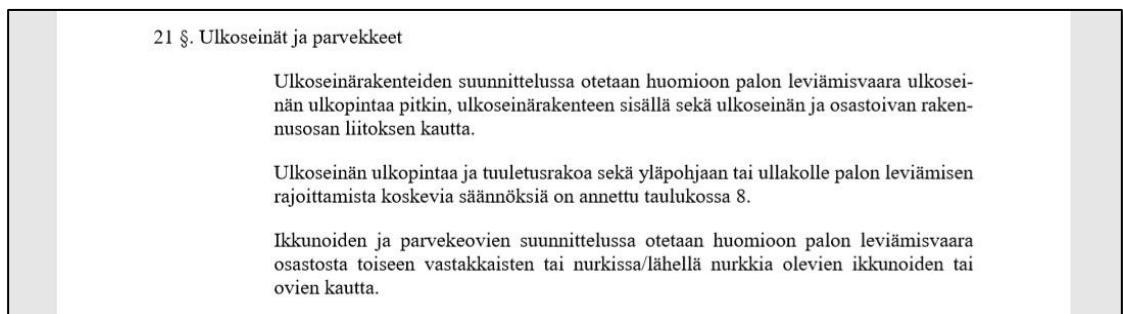 21 §. Ulkoseinät ja parvekkeet
Ulkoseinärakenteiden suunnittelussa otetaan huomioon palon leviämisvaara ulkosei-
nän ulkopintaa pitkin, ulkoseinärakenteen sisällä sekä ulkoseinän ja osastoivan raken-
nusosan liitoksen kautta.
Ulkoseinän ulkopintaa ja tuuletusrakoa sekä yläpohjaan tai ullakolle palon leviämisen
rajoittamista koskevia säännöksiä on annettu taulukossa 8.
Ikkunoiden ja parvekeovien suunnittelussa otetaan huomioon palon leviämisvaara
osastosta toiseen vastakkaisten tai nurkissa/lähellä nurkkia olevien ikkunoiden tai
ovien kautta.